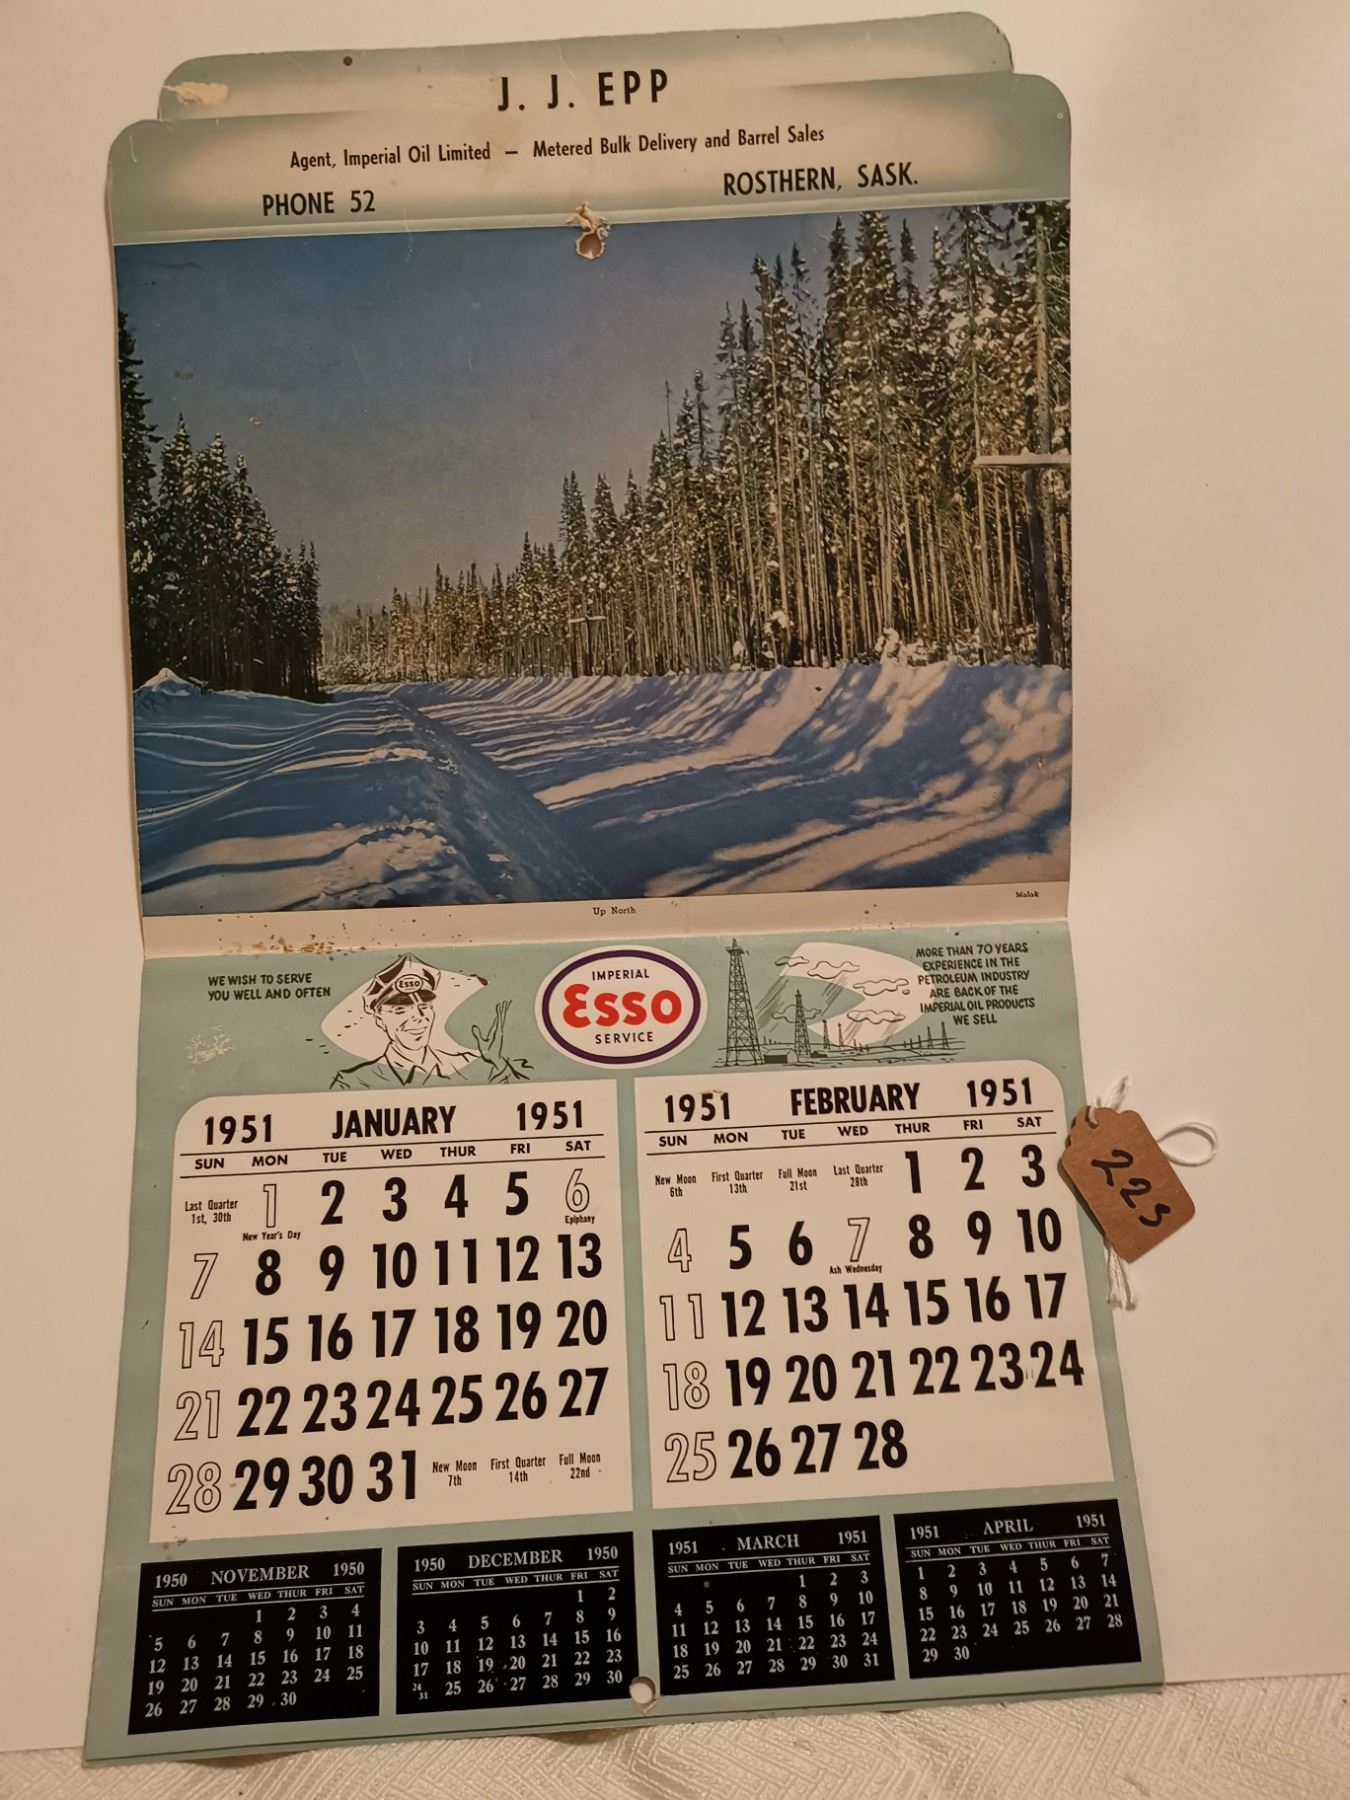 J. J. EPP
Agent, Imperial Oil Limited — Metered Bulk Delivery and Barrel Sales
PHONE 52 ROSTHERN, SASK.
Up North
Malak
WE WISH TO SERVE
YOU WELL AND OFTEN
Esso
IMPERIAL
Esso
SERVICE
MORE THAN 70 YEARS
EXPERIENCE IN THE
PETROLEUM INDUSTRY
ARE BACK OF THE
IMPERIAL OIL PRODUCTS
WE SELL
1951 JANUARY 1951
SUN MON TUE WED THUR FRI SAT
Last Quarter
1st, 30th
1 2 3 4 5 6
New Year's Day
Epiphany
7 8 9 10 11 12 13
14 15 16 17 18 19 20
21 22 23 24 25 26 27
28 29 30 31
New Moon
7th
First Quarter
14th
Full Moon
22nd
1951 FEBRUARY 1951
SUN MON TUE WED THUR FRI SAT
New Moon
6th
First Quarter
13th
Full Moon
21st
Last Quarter
28th
1 2 3
4 5 6 7 8 9 10
Ash Wednesday
11 12 13 14 15 16 17
18 19 20 21 22 23 24
25 26 27 28
223
1950 NOVEMBER 1950
SUN MON TUE WED THUR FRI SAT
1 2 3 4
5 6 7 8 9 10 11
12 13 14 15 16 17 18
19 20 21 22 23 24 25
26 27 28 29 30
1950 DECEMBER 1950
SUN MON TUE WED THUR FRI SAT
1 2
3 4 5 6 7 8 9
10 11 12 13 14 15 16
17 18 19 20 21 22 23
24 31 25 26 27 28 29 30
1951 MARCH 1951
SUN MON TUE WED THUR FRI SAT
1 2 3
4 5 6 7 8 9 10
11 12 13 14 15 16 17
18 19 20 21 22 23 24
25 26 27 28 29 30 31
1951 APRIL 1951
SUN MON TUE WED THUR FRI SAT
1 2 3 4 5 6 7
8 9 10 11 12 13 14
15 16 17 18 19 20 21
22 23 24 25 26 27 28
29 30